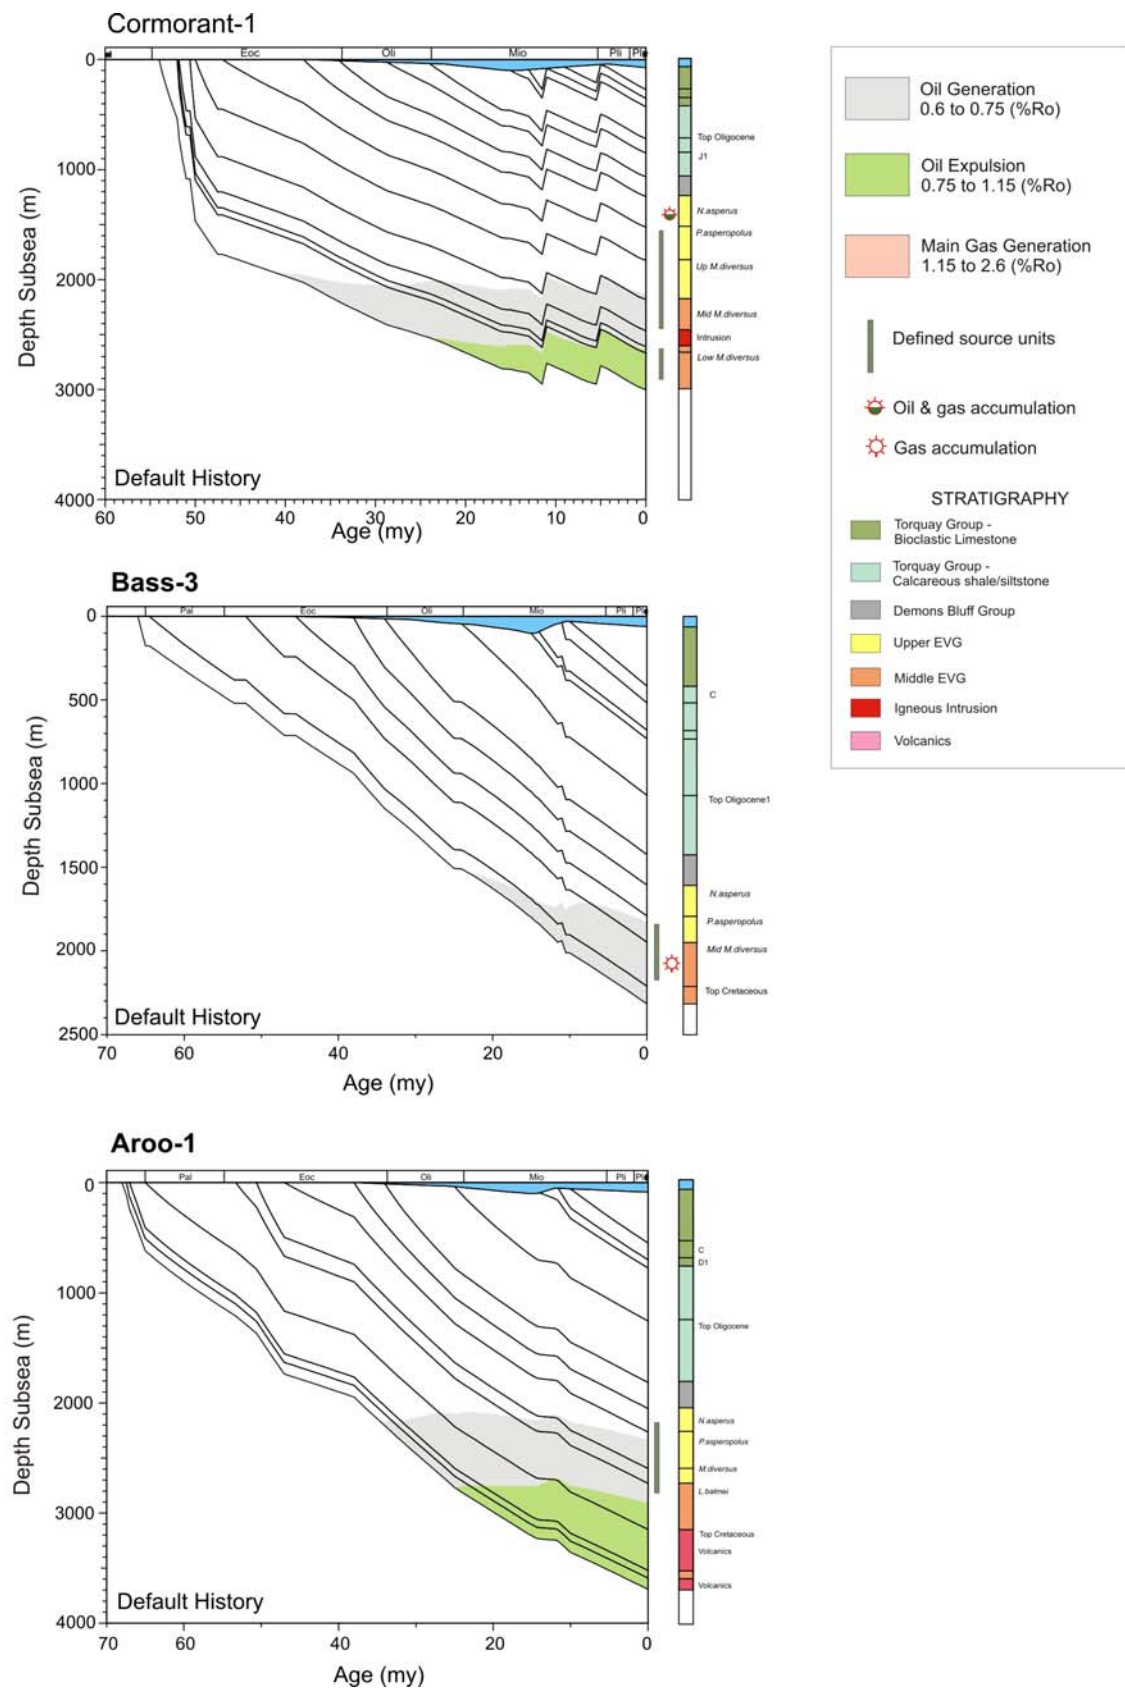 Cormorant-1
Eoc
Oli
Mio
Pli
Pl
0
1000
2000
3000
4000
Depth Subsea (m)
Default History
60
50
40
30
20
10
0
Age (my)
Top Oligocene
J1
N.asperus
P.asperopolus
Up M.diversus
Mid M.diversus
Intrusion
Low M.diversus
Oil Generation
0.6 to 0.75 (%Ro)
Oil Expulsion
0.75 to 1.15 (%Ro)
Main Gas Generation
1.15 to 2.6 (%Ro)
Defined source units
Oil & gas accumulation
Gas accumulation
STRATIGRAPHY
Torquay Group -
Bioclastic Limestone
Torquay Group -
Calcareous shale/siltstone
Demons Bluff Group
Upper EVG
Middle EVG
Igneous Intrusion
Volcanics
Bass-3
Pal
Eoc
Oli
Mio
Pli
Pl
0
500
1000
1500
2000
2500
Depth Subsea (m)
Default History
70
60
40
20
0
Age (my)
C
Top Oligocene1
N.asperus
P.asperopolus
Mid M.diversus
Top Cretaceous
Aroo-1
Pal
Eoc
Oli
Mio
Pli
Pl
0
1000
2000
3000
4000
Depth Subsea (m)
Default History
70
60
40
20
0
Age (my)
C
D1
Top Oligocene
N.asperus
P.asperopolus
M.diversus
L.balmei
Top Cretaceous
Volcanics
Volcanics